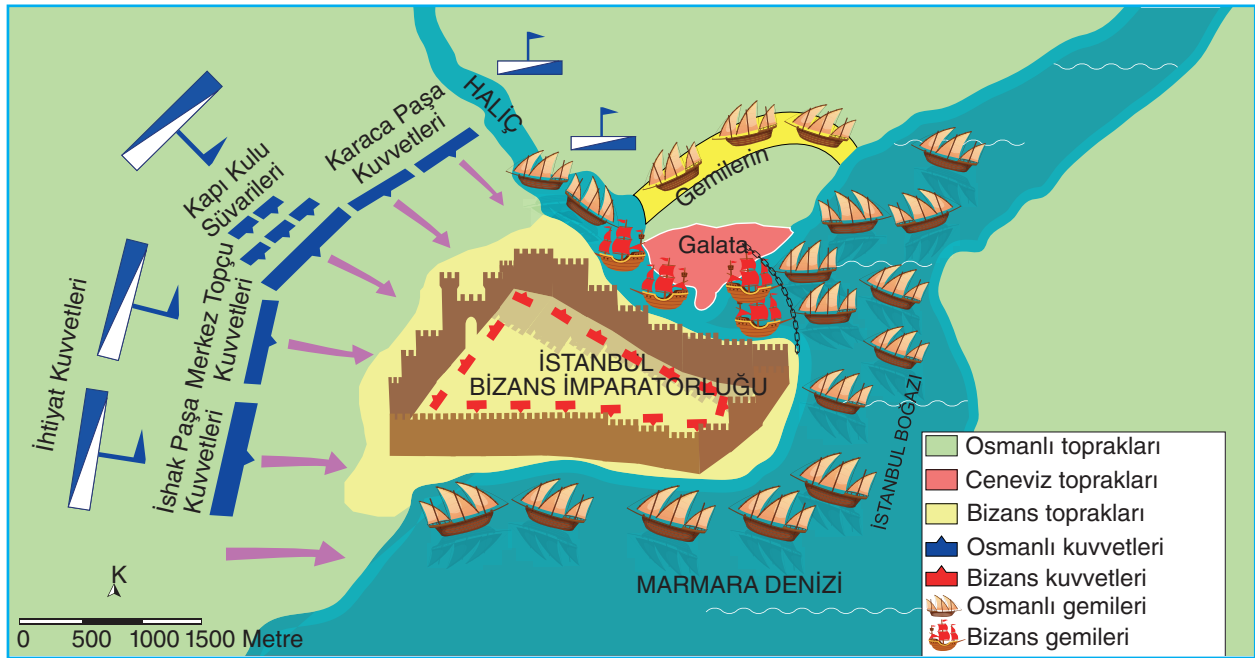 HALİÇ
Karaca Paşa
Kuvvetleri
Kapı Kulu
Süvarileri
Merkez Topçu
Kuvvetleri
İshak Paşa
Kuvvetleri
İhtiyat Kuvvetleri
Gemilerin
Galata
İSTANBUL
BİZANS İMPARATORLUĞU
İSTANBUL BOĞAZI
MARMARA DENİZİ
K
0 500 1000 1500 Metre
Osmanlı toprakları
Ceneviz toprakları
Bizans toprakları
Osmanlı kuvvetleri
Bizans kuvvetleri
Osmanlı gemileri
Bizans gemileri